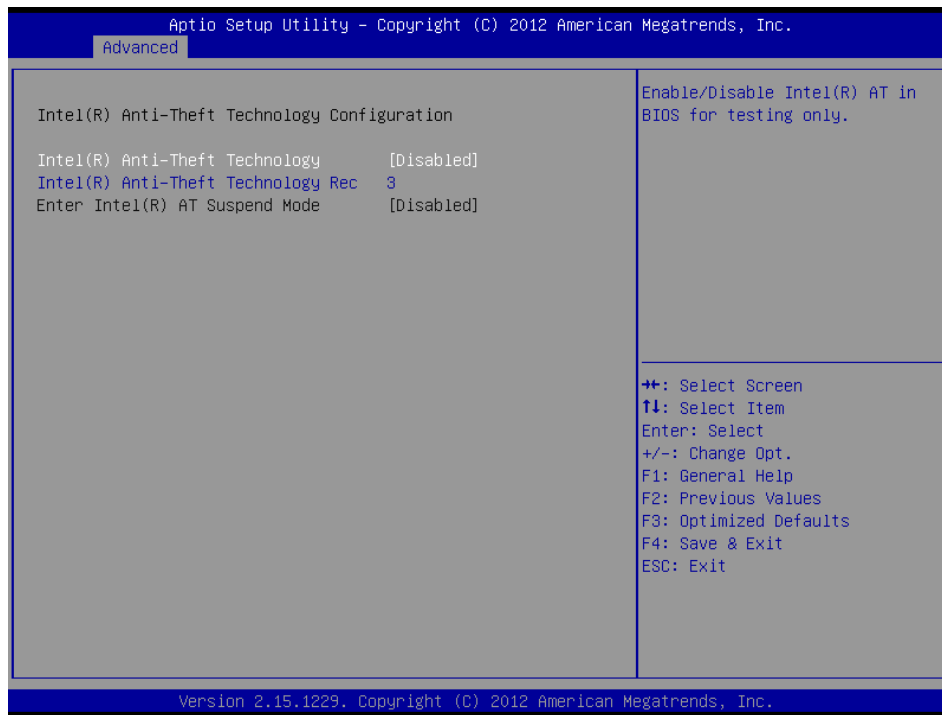 Aptio Setup Utility – Copyright (C) 2012 American Megatrends, Inc.
Advanced
Intel(R) Anti-Theft Technology Configuration
Intel(R) Anti-Theft Technology [Disabled]
Intel(R) Anti-Theft Technology Rec 3
Enter Intel(R) AT Suspend Mode [Disabled]
Enable/Disable Intel(R) AT in
BIOS for testing only.
→←: Select Screen
↑↓: Select Item
Enter: Select
+/-: Change Opt.
F1: General Help
F2: Previous Values
F3: Optimized Defaults
F4: Save & Exit
ESC: Exit
Version 2.15.1229. Copyright (C) 2012 American Megatrends, Inc.